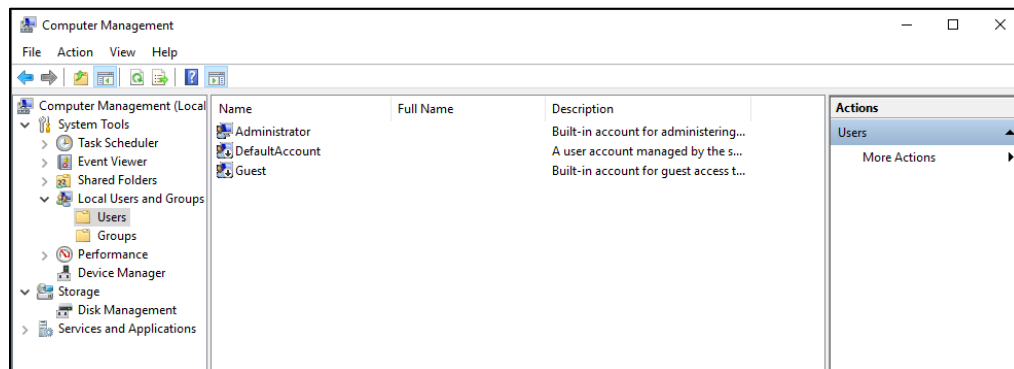 Computer Management
File Action View Help
Computer Management (Local
System Tools
Task Scheduler
Event Viewer
Shared Folders
Local Users and Groups
Users
Groups
Performance
Device Manager
Storage
Disk Management
Services and Applications
Name Full Name Description
Administrator Built-in account for administering...
DefaultAccount A user account managed by the s...
Guest Built-in account for guest access t...
Actions
Users
More Actions